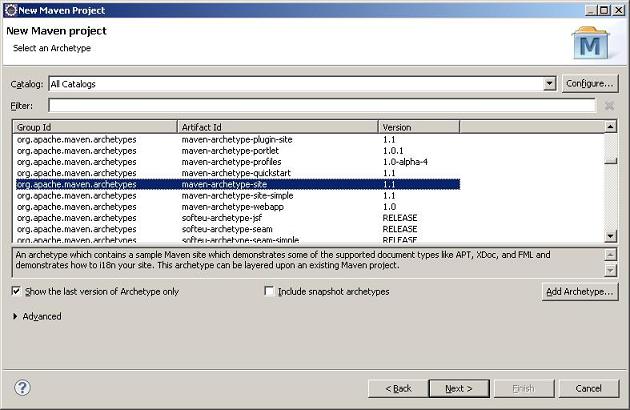 New Maven Project
New Maven project
Select an Archetype
M
Catalog: All Catalogs Configure...
Filter:
Group Id Artifact Id Version
org.apache.maven.archetypes maven-archetype-plugin-site 1.1
org.apache.maven.archetypes maven-archetype-portlet 1.0.1
org.apache.maven.archetypes maven-archetype-profiles 1.0-alpha-4
org.apache.maven.archetypes maven-archetype-quickstart 1.1
org.apache.maven.archetypes maven-archetype-site 1.1
org.apache.maven.archetypes maven-archetype-site-simple 1.1
org.apache.maven.archetypes maven-archetype-webapp 1.0
org.apache.maven.archetypes softeu-archetype-jsf RELEASE
org.apache.maven.archetypes softeu-archetype-seam RELEASE
org.apache.maven.archetypes softeu-archetype-seam-simple RELEASE
An archetype which contains a sample Maven site which demonstrates some of the supported document types like APT, XDoc, and FML and
demonstrates how to i18n your site. This archetype can be layered upon an existing Maven project.
Show the last version of Archetype only Include snapshot archetypes Add Archetype...
Advanced
? < Back Next > Finish Cancel